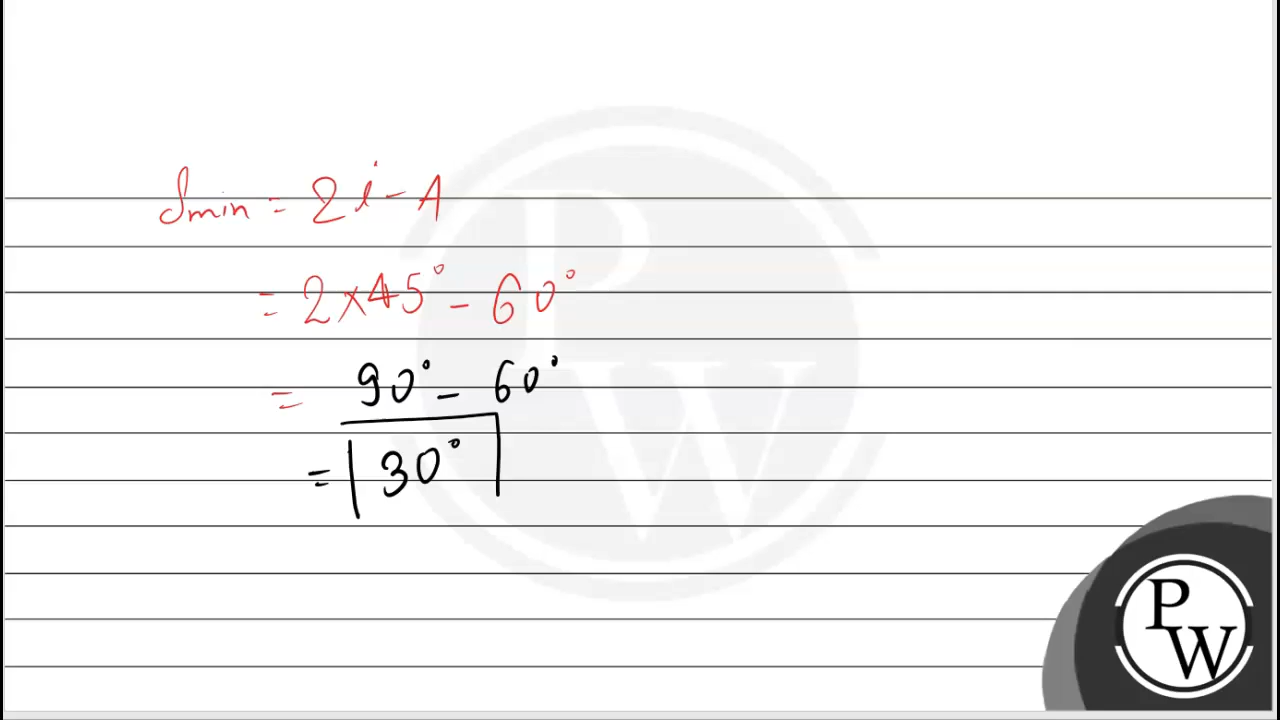 δmin = 2i - A
= 2×45° - 60°
= 90° - 60°
= 30°
P
W
PW